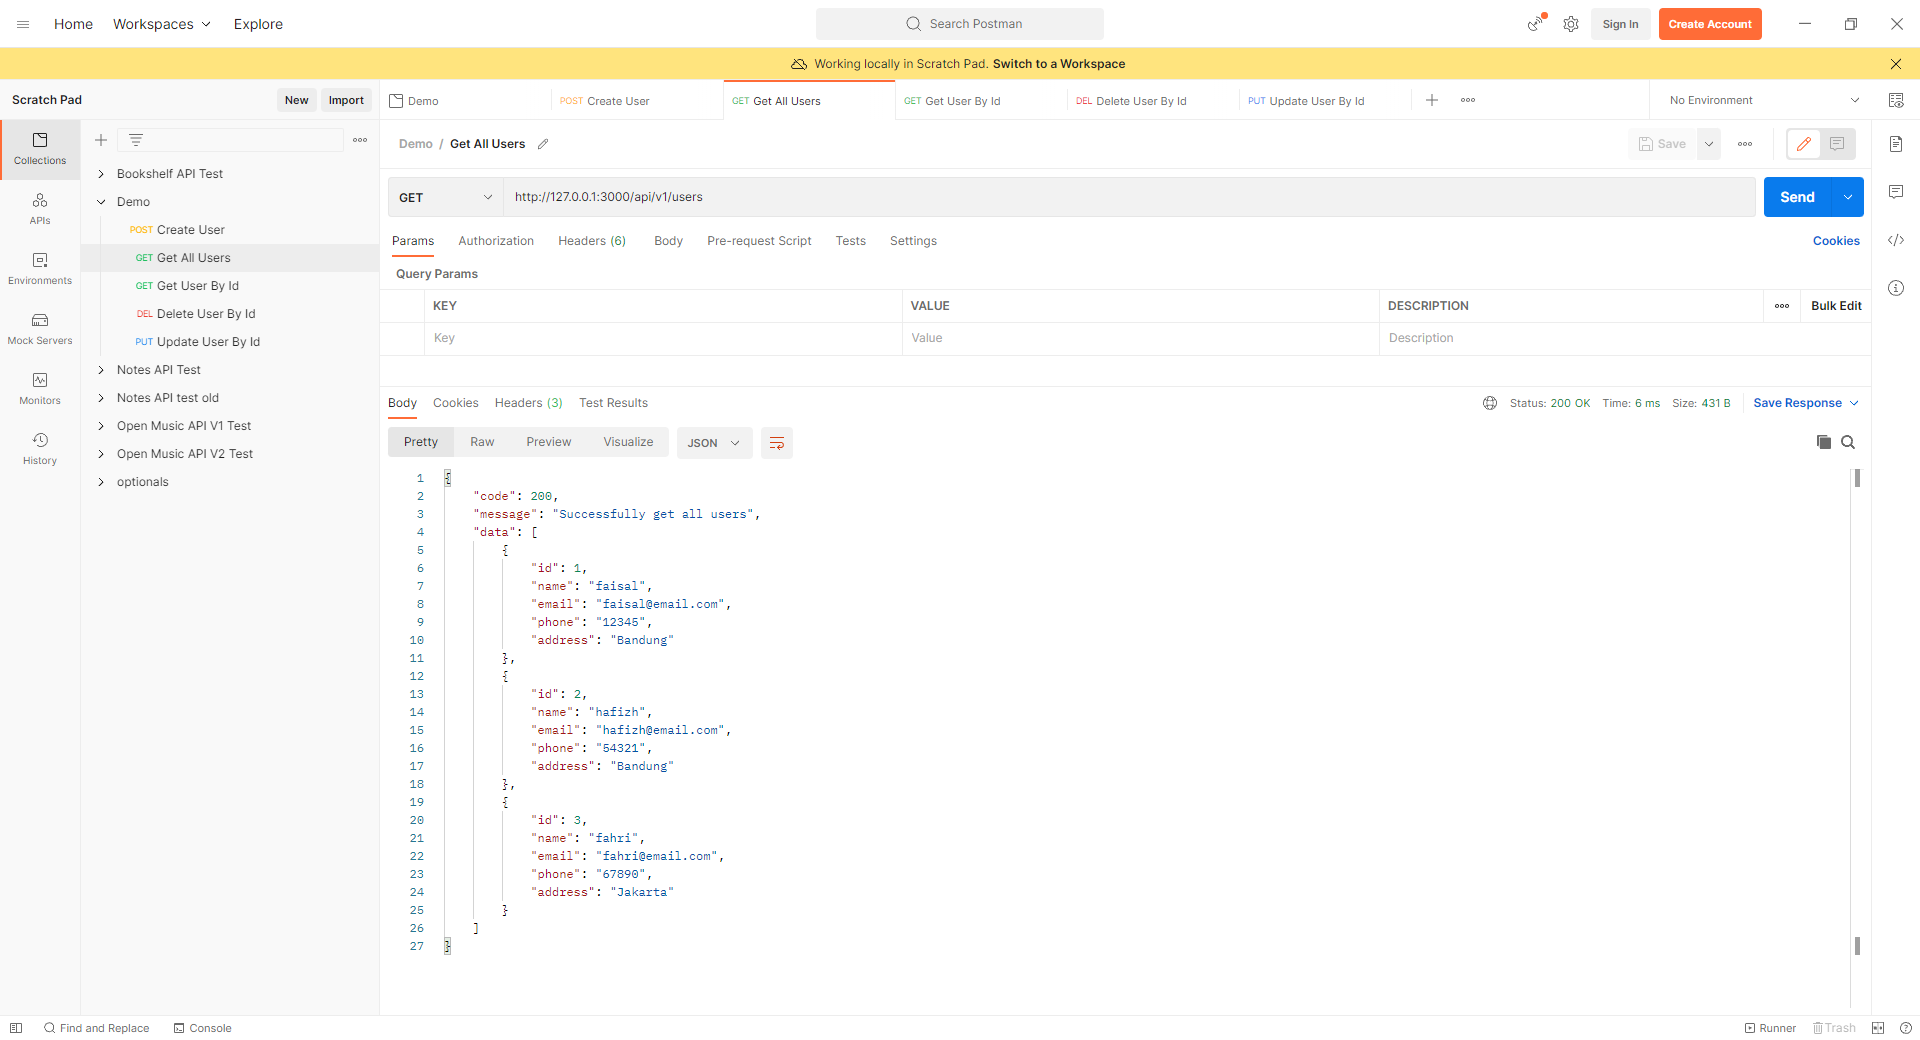 Home Workspaces Explore Search Postman Sign In Create Account
Working locally in Scratch Pad. Switch to a Workspace
Scratch Pad New Import
Demo POST Create User GET Get All Users GET Get User By Id DEL Delete User By Id PUT Update User By Id No Environment
Collections
APIs
Environments
Mock Servers
Monitors
History
Bookshelf API Test
Demo
POST Create User
GET Get All Users
GET Get User By Id
DEL Delete User By Id
PUT Update User By Id
Notes API Test
Notes API test old
Open Music API V1 Test
Open Music API V2 Test
optionals
Demo / Get All Users Save
GET http://127.0.0.1:3000/api/v1/users Send
Params Authorization Headers (6) Body Pre-request Script Tests Settings Cookies
Query Params
KEY VALUE DESCRIPTION Bulk Edit
Key Value Description
Body Cookies Headers (3) Test Results Status: 200 OK Time: 6 ms Size: 431 B Save Response
Pretty Raw Preview Visualize JSON
1 {
2 "code": 200,
3 "message": "Successfully get all users",
4 "data": [
5 {
6 "id": 1,
7 "name": "faisal",
8 "email": "faisal@email.com",
9 "phone": "12345",
10 "address": "Bandung"
11 },
12 {
13 "id": 2,
14 "name": "hafizh",
15 "email": "hafizh@email.com",
16 "phone": "54321",
17 "address": "Bandung"
18 },
19 {
20 "id": 3,
21 "name": "fahri",
22 "email": "fahri@email.com",
23 "phone": "67890",
24 "address": "Jakarta"
25 }
26 ]
27 }
Find and Replace Console Runner Trash